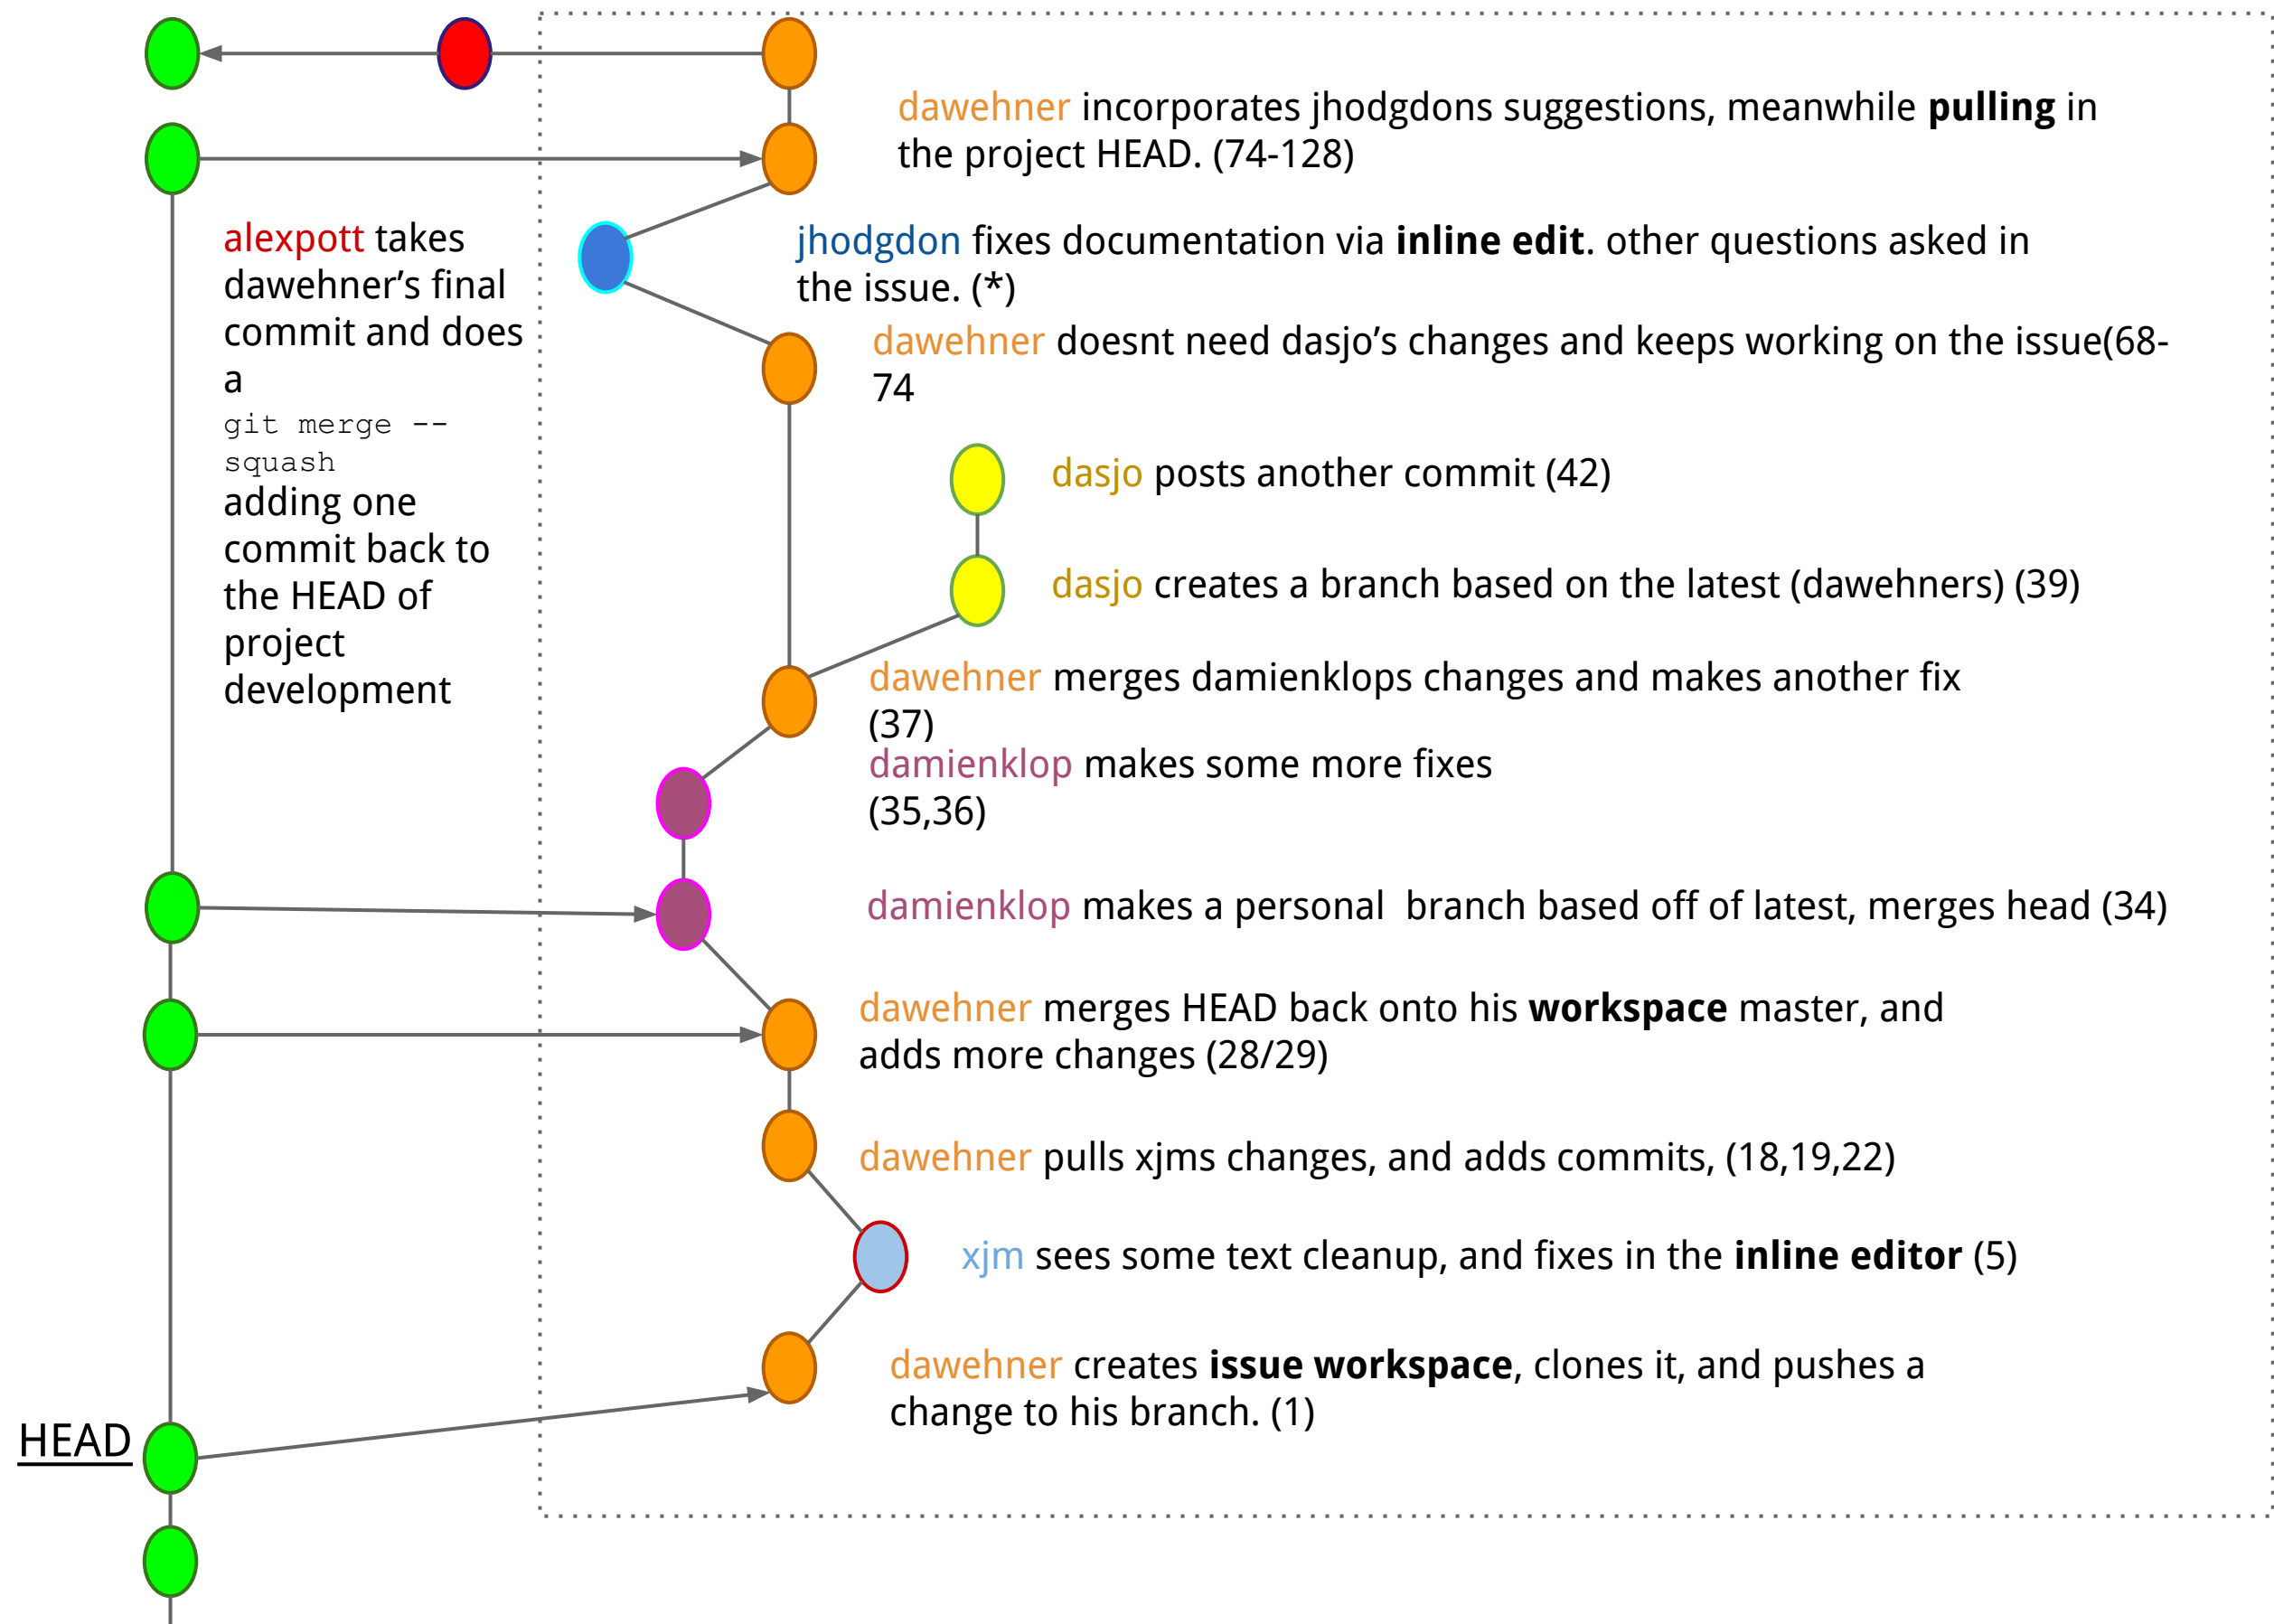 dawehner incorporates jhodgdons suggestions, meanwhile pulling in
the project HEAD. (74-128)
alexpott takes
dawehner’s final
commit and does
a
git merge --
squash
adding one
commit back to
the HEAD of
project
development
jhodgdon fixes documentation via inline edit. other questions asked in
the issue. (*)
dawehner doesnt need dasjo’s changes and keeps working on the issue(68-
74
dasjo posts another commit (42)
dasjo creates a branch based on the latest (dawehners) (39)
dawehner merges damienklops changes and makes another fix
(37)
damienklop makes some more fixes
(35,36)
damienklop makes a personal  branch based off of latest, merges head (34)
dawehner merges HEAD back onto his workspace master, and
adds more changes (28/29)
dawehner pulls xjms changes, and adds commits, (18,19,22)
xjm sees some text cleanup, and fixes in the inline editor (5)
dawehner creates issue workspace, clones it, and pushes a
change to his branch. (1)
HEAD